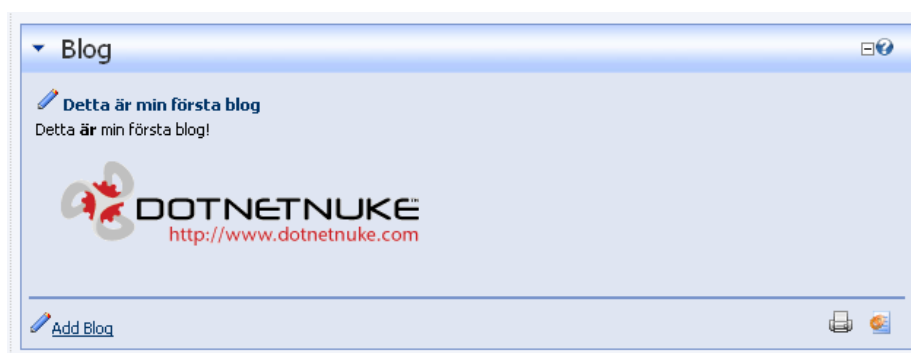 Blog
Detta är min första blog
Detta är min första blog!
DOTNETNUKE
http://www.dotnetnuke.com
Add Blog